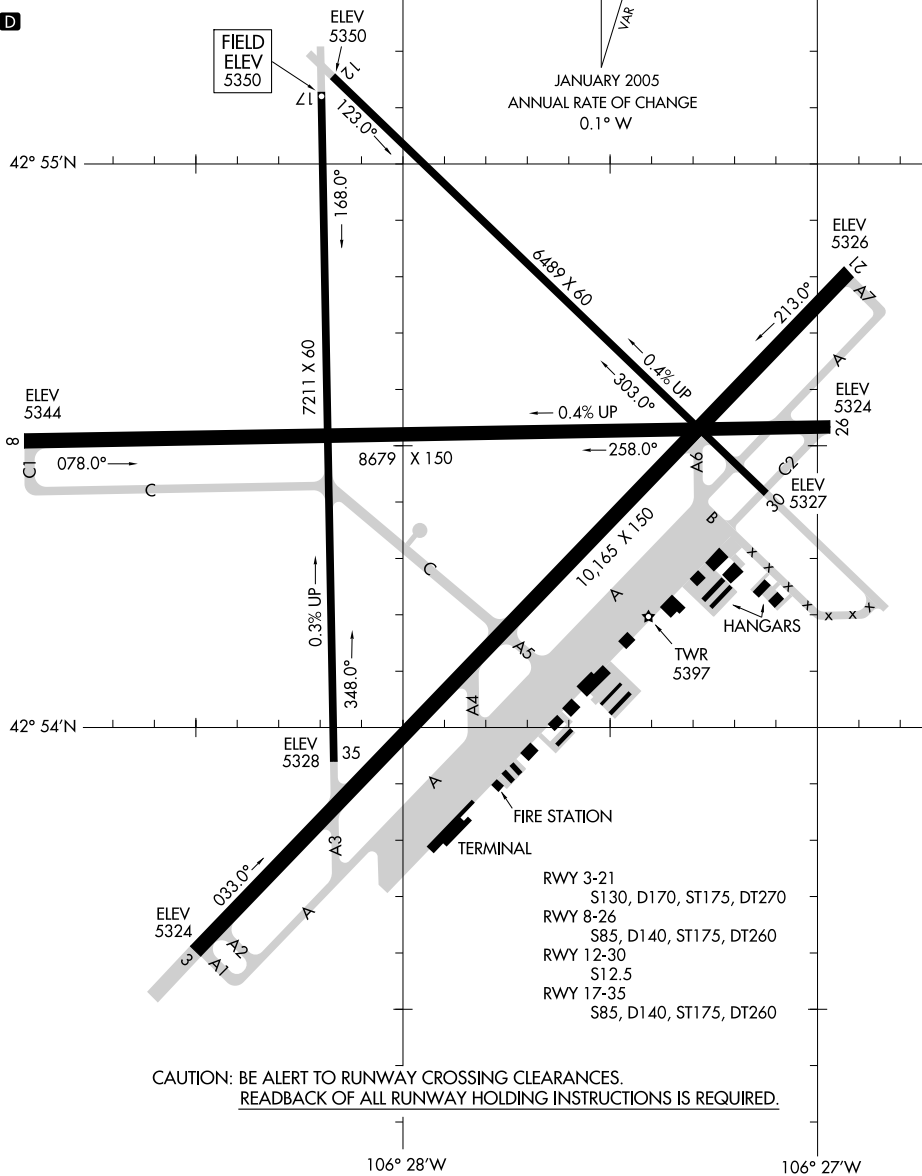 D
ELEV
5350
FIELD
ELEV
5350
VAR
JANUARY 2005
ANNUAL RATE OF CHANGE
0.1° W
12
17
123.0°
42° 55'N
168.0°
ELEV
5326
21
A7
6489 X 60
213.0°
A
7211 X 60
0.4% UP
303.0°
ELEV
5344
0.4% UP
ELEV
5324
8
26
C1
078.0°
8679 X 150
258.0°
A6
C2
C
ELEV
5327
30
B
10,165 X 150
X
X
X
X
X
X
X
C
0.3% UP
A
HANGARS
348.0°
A5
TWR
5397
A4
42° 54'N
ELEV
5328
35
A
FIRE STATION
A3
TERMINAL
033.0°
RWY 3-21
S130, D170, ST175, DT270
RWY 8-26
S85, D140, ST175, DT260
RWY 12-30
S12.5
RWY 17-35
S85, D140, ST175, DT260
ELEV
5324
A
A2
3
A1
CAUTION: BE ALERT TO RUNWAY CROSSING CLEARANCES.
READBACK OF ALL RUNWAY HOLDING INSTRUCTIONS IS REQUIRED.
106° 28'W
106° 27'W